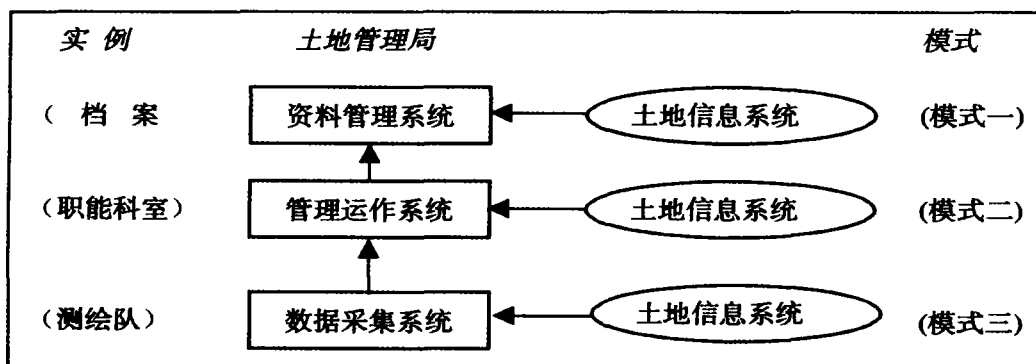 实 例 土地管理局 模式
（ 档 案 资料管理系统 土地信息系统 (模式一)
（职能科室） 管理运作系统 土地信息系统 (模式二)
（测绘队） 数据采集系统 土地信息系统 (模式三)